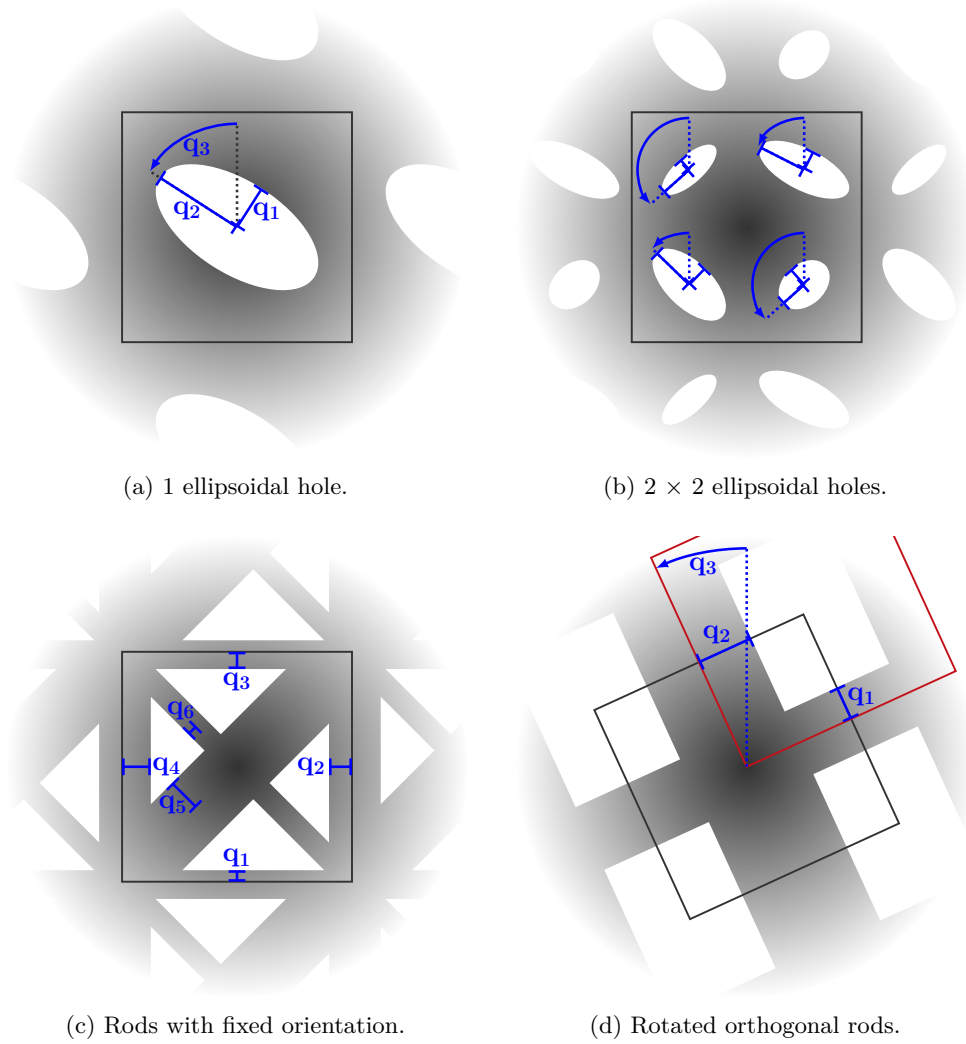 q₃
q₂
q₁
(a) 1 ellipsoidal hole.
(b) 2 × 2 ellipsoidal holes.
q₃
q₆
q₄
q₂
q₅
q₁
(c) Rods with fixed orientation.
q₃
q₂
q₁
(d) Rotated orthogonal rods.